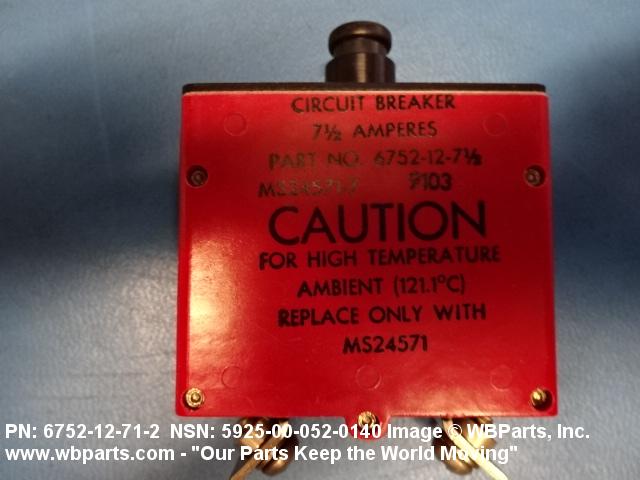 CIRCUIT BREAKER
7½ AMPERES
PART NO. 6752-12-7½
MS24571-7 9103
CAUTION
FOR HIGH TEMPERATURE
AMBIENT (121.1°C)
REPLACE ONLY WITH
MS24571
PN: 6752-12-71-2 NSN: 5925-00-052-0140 Image © WBParts, Inc.
www.wbparts.com - "Our Parts Keep the World Moving"